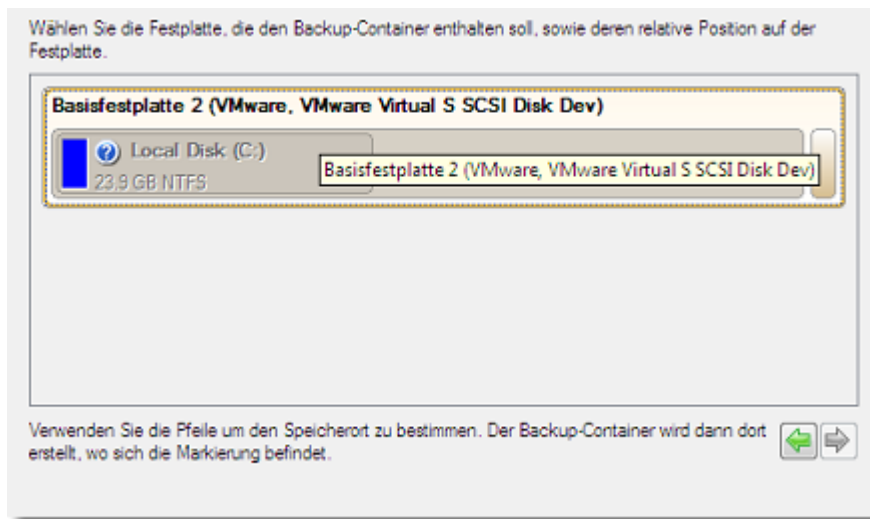 Wählen Sie die Festplatte, die den Backup-Container enthalten soll, sowie deren relative Position auf der
Festplatte.
Basisfestplatte 2 (VMware, VMware Virtual S SCSI Disk Dev)
Local Disk (C:)
Basisfestplatte 2 (VMware, VMware Virtual S SCSI Disk Dev)
23,9 GB NTFS
Verwenden Sie die Pfeile um den Speicherort zu bestimmen. Der Backup-Container wird dann dort
erstellt, wo sich die Markierung befindet.